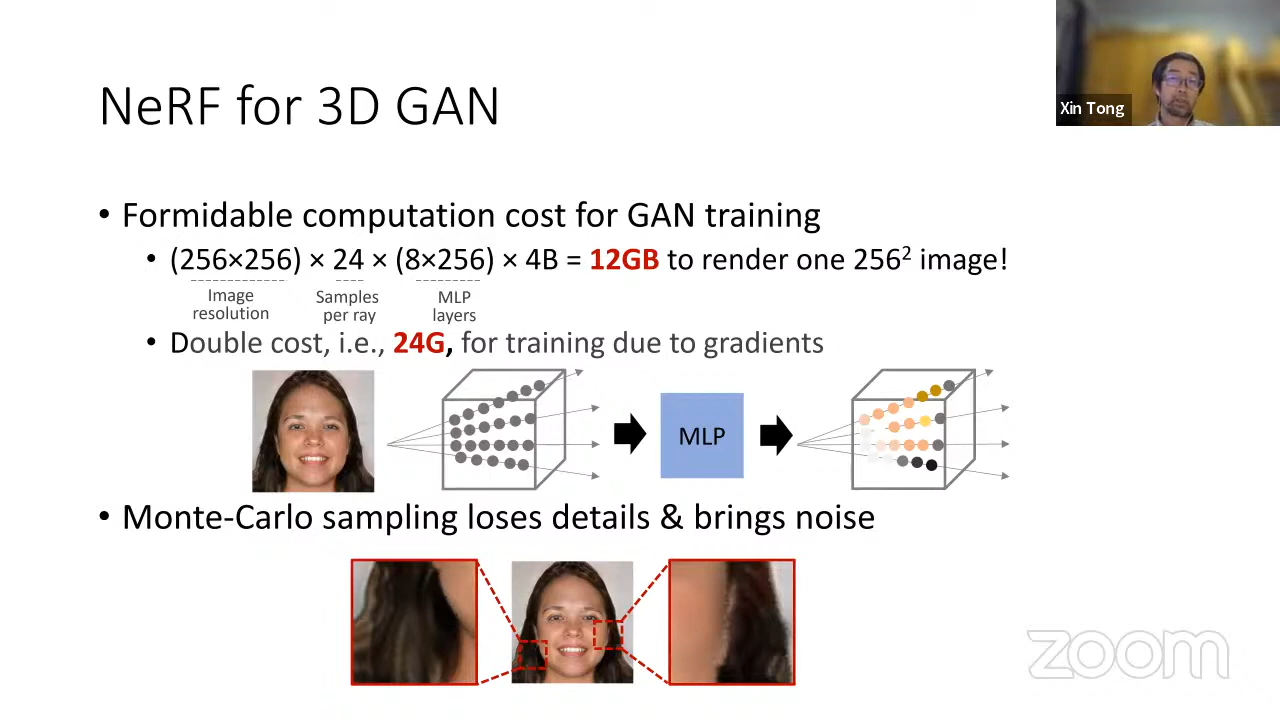 NeRF for 3D GAN
Xin Tong
• Formidable computation cost for GAN training
• (256×256) × 24 × (8×256) × 4B = 12GB to render one 256² image!
Image resolution
Samples per ray
MLP layers
• Double cost, i.e., 24G, for training due to gradients
MLP
• Monte-Carlo sampling loses details & brings noise
zoom